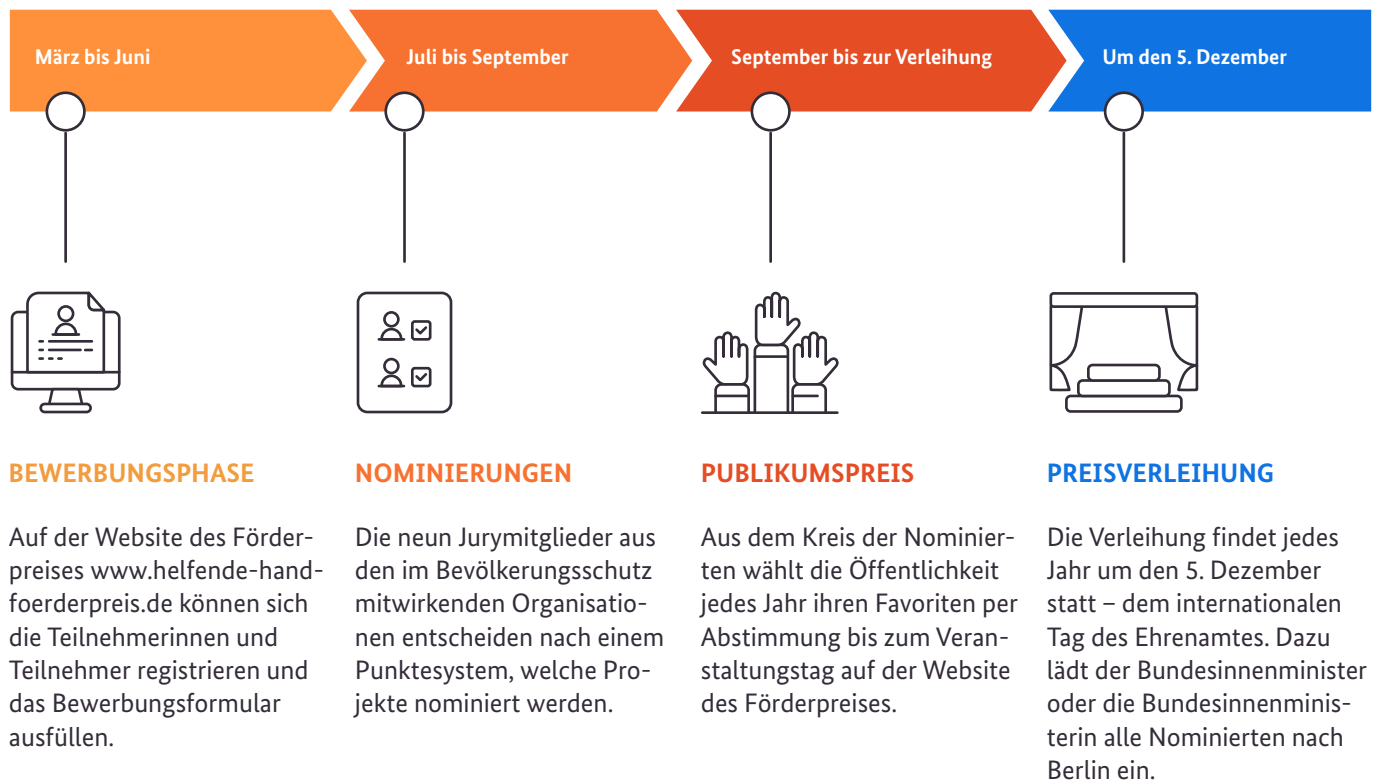 März bis Juni
Juli bis September
September bis zur Verleihung
Um den 5. Dezember
BEWERBUNGSPHASE
Auf der Website des Förder-
preises www.helfende-hand-
foerderpreis.de können sich
die Teilnehmerinnen und
Teilnehmer registrieren und
das Bewerbungsformular
ausfüllen.
NOMINIERUNGEN
Die neun Jurymitglieder aus
den im Bevölkerungsschutz
mitwirkenden Organisatio-
nen entscheiden nach einem
Punktesystem, welche Pro-
jekte nominiert werden.
PUBLIKUMSPREIS
Aus dem Kreis der Nominier-
ten wählt die Öffentlichkeit
jedes Jahr ihren Favoriten per
Abstimmung bis zum Veran-
staltungstag auf der Website
des Förderpreises.
PREISVERLEIHUNG
Die Verleihung findet jedes
Jahr um den 5. Dezember
statt – dem internationalen
Tag des Ehrenamtes. Dazu
lädt der Bundesinnenminister
oder die Bundesinnenminis-
terin alle Nominierten nach
Berlin ein.